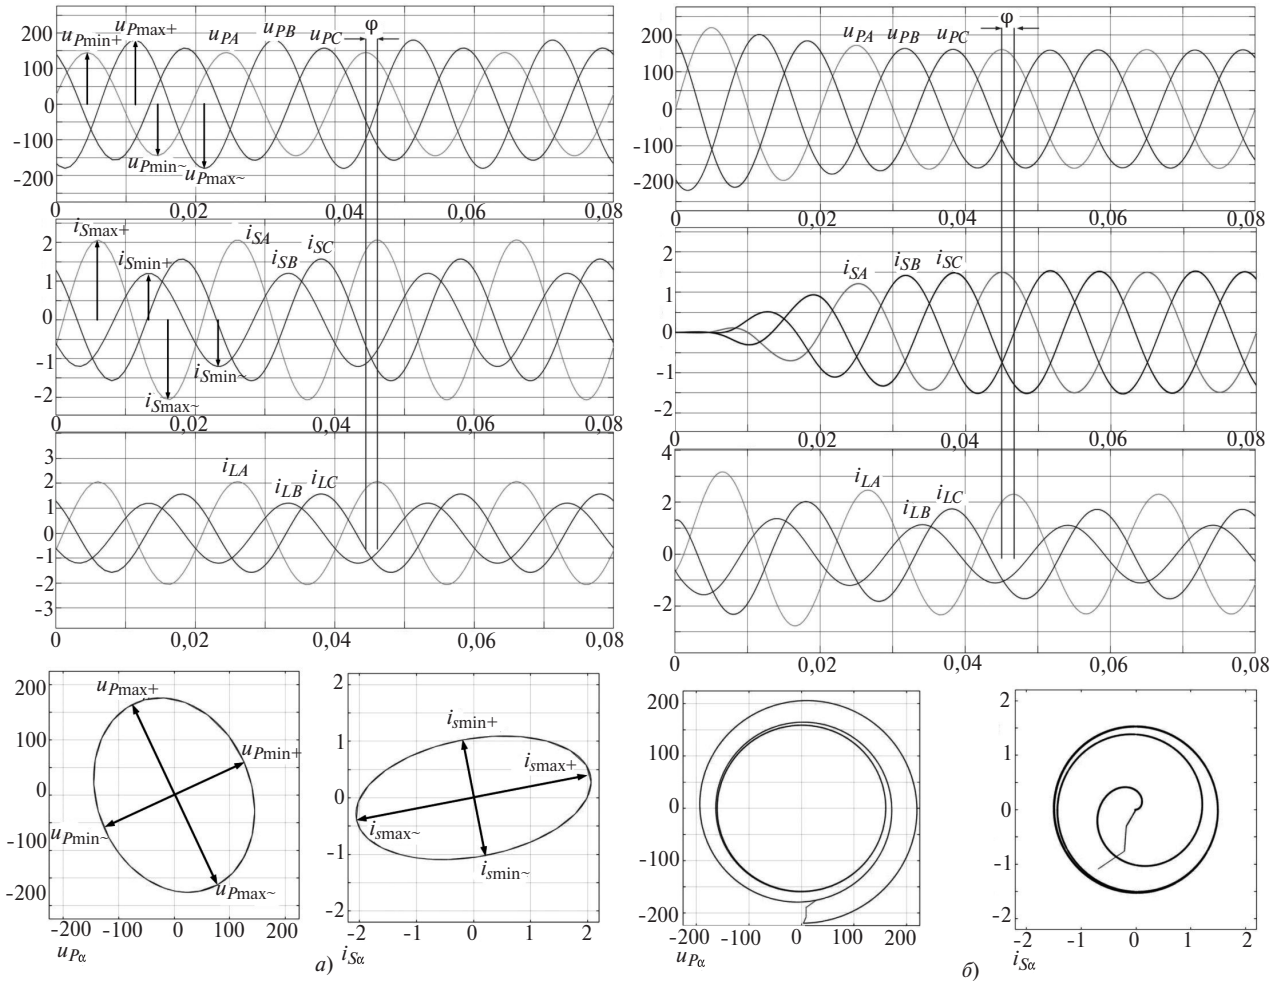 u_Pmin+ u_Pmax+ u_PA u_PB u_PC φ
200
100
0
-100
-200
u_Pmin~ u_Pmax~
0 0,02 0,04 0,06 0,08
i_Smax+ i_Smin+ i_SA i_SB i_SC
2
1
0
-1
-2
i_Smin~
i_Smax~
0 0,02 0,04 0,06 0,08
i_LA i_LB i_LC
3
2
1
0
-1
-2
-3
0 0,02 0,04 0,06 0,08
u_Pmax+
u_Pmin+
u_Pmin~
u_Pmax~
200
100
0
-100
-200
-200 -100 0 100 200
u_Pα
i_smin+
i_smax+
i_smax~
i_smin~
2
1
0
-1
-2
-2 -1 0 1 2
i_Sα
а)
u_PA u_PB u_PC φ
200
100
0
-100
-200
0 0,02 0,04 0,06 0,08
i_SA i_SB i_SC
2
1
0
-1
-2
0 0,02 0,04 0,06 0,08
i_LA i_LB i_LC
4
2
0
-2
0 0,02 0,04 0,06 0,08
200
150
100
0
-100
-150
-200
-200 -100 0 100 200
u_Pα
2
1
0
-1
-2
-2 -1 0 1 2
i_Sα
б)